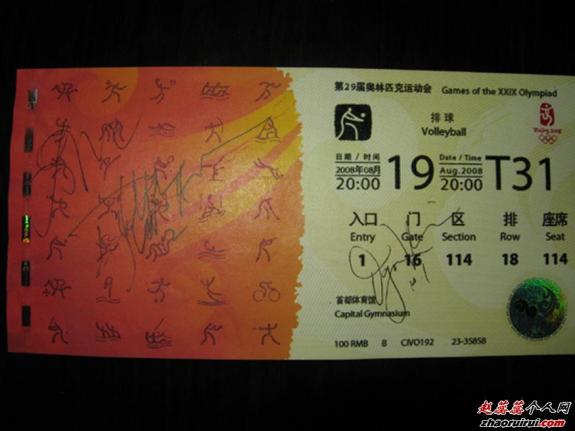 第29届奥林匹克运动会 Games of the XXIX Olympiad
排球
Volleyball
Beijing 2008
日期 / 时间
2008年08月
20:00
19
Date / Time
Aug.2008
20:00
T31
入口 门 区 排 座席
Entry Gate Section Row Seat
1 16 114 18 114
首都体育馆
Capital Gymnasium
100 RMB B CIVO192 23-35858
赵蕊蕊个人网
zhaoruirui.com